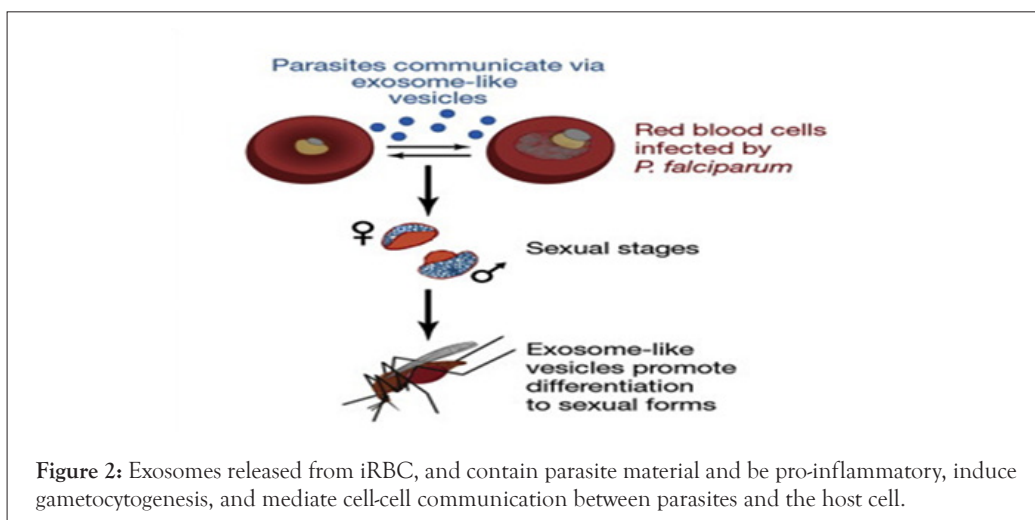 Parasites communicate via
exosome-like
vesicles
Red blood cells
infected by
P. falciparum
♀
♂
Sexual stages
Exosome-like
vesicles promote
differentiation
to sexual forms
Figure 2: Exosomes released from iRBC, and contain parasite material and be pro-inflammatory, induce
gametocytogenesis, and mediate cell-cell communication between parasites and the host cell.